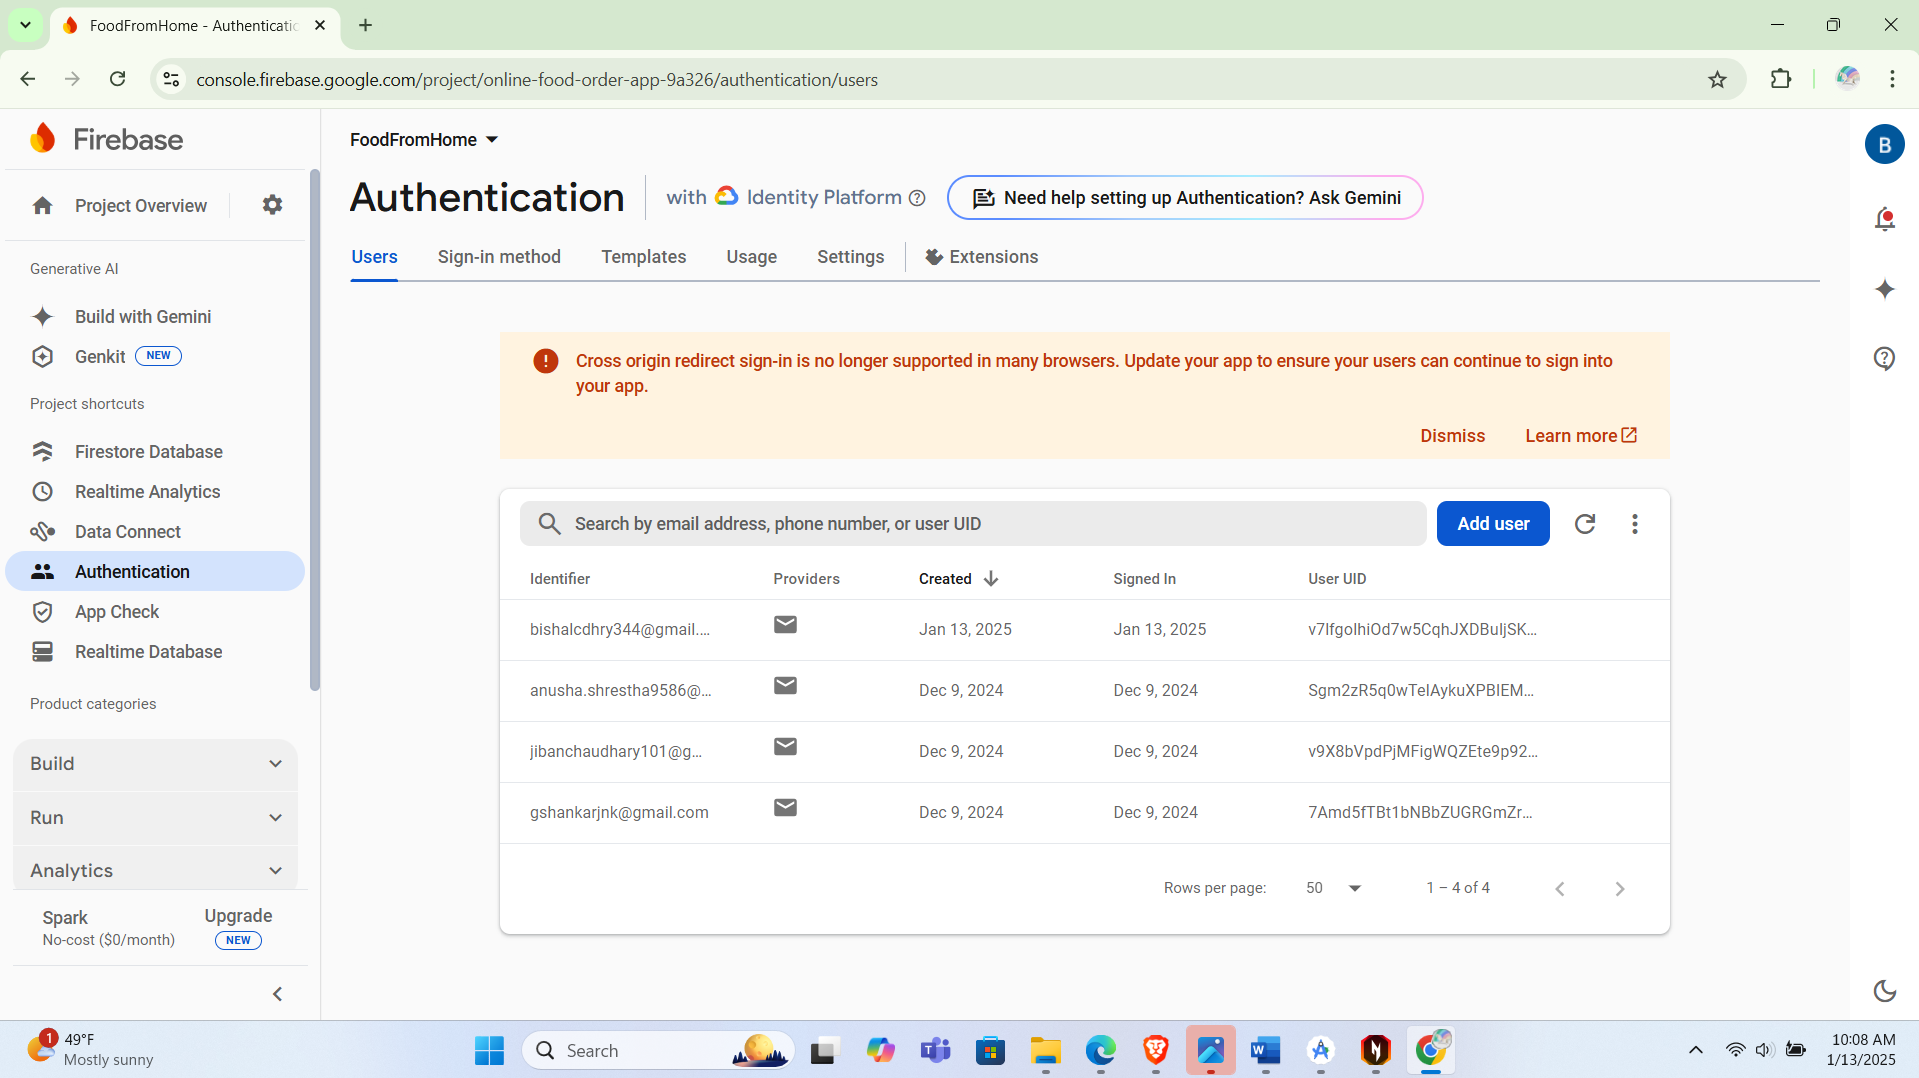 FoodFromHome - Authenticatic
console.firebase.google.com/project/online-food-order-app-9a326/authentication/users
Firebase
Project Overview
Generative AI
Build with Gemini
Genkit NEW
Project shortcuts
Firestore Database
Realtime Analytics
Data Connect
Authentication
App Check
Realtime Database
Product categories
Build
Run
Analytics
Spark
No-cost ($0/month)
Upgrade
NEW
FoodFromHome
Authentication with Identity Platform
Need help setting up Authentication? Ask Gemini
Users Sign-in method Templates Usage Settings Extensions
Cross origin redirect sign-in is no longer supported in many browsers. Update your app to ensure your users can continue to sign into
your app.
Dismiss Learn more
Search by email address, phone number, or user UID Add user
Identifier Providers Created Signed In User UID
bishalcdhry344@gmail.... Jan 13, 2025 Jan 13, 2025 v7lfgolhiOd7w5CqhJXDBuljSK...
anusha.shrestha9586@... Dec 9, 2024 Dec 9, 2024 Sgm2zR5q0wTelAykuXPBIEM...
jibanchaudhary101@g... Dec 9, 2024 Dec 9, 2024 v9X8bVpdPjMFigWQZEte9p92...
gshankarjnk@gmail.com Dec 9, 2024 Dec 9, 2024 7Amd5fTBt1bNBbZUGRGmZr...
Rows per page: 50 1 – 4 of 4
B
1
49°F
Mostly sunny
Search
10:08 AM
1/13/2025